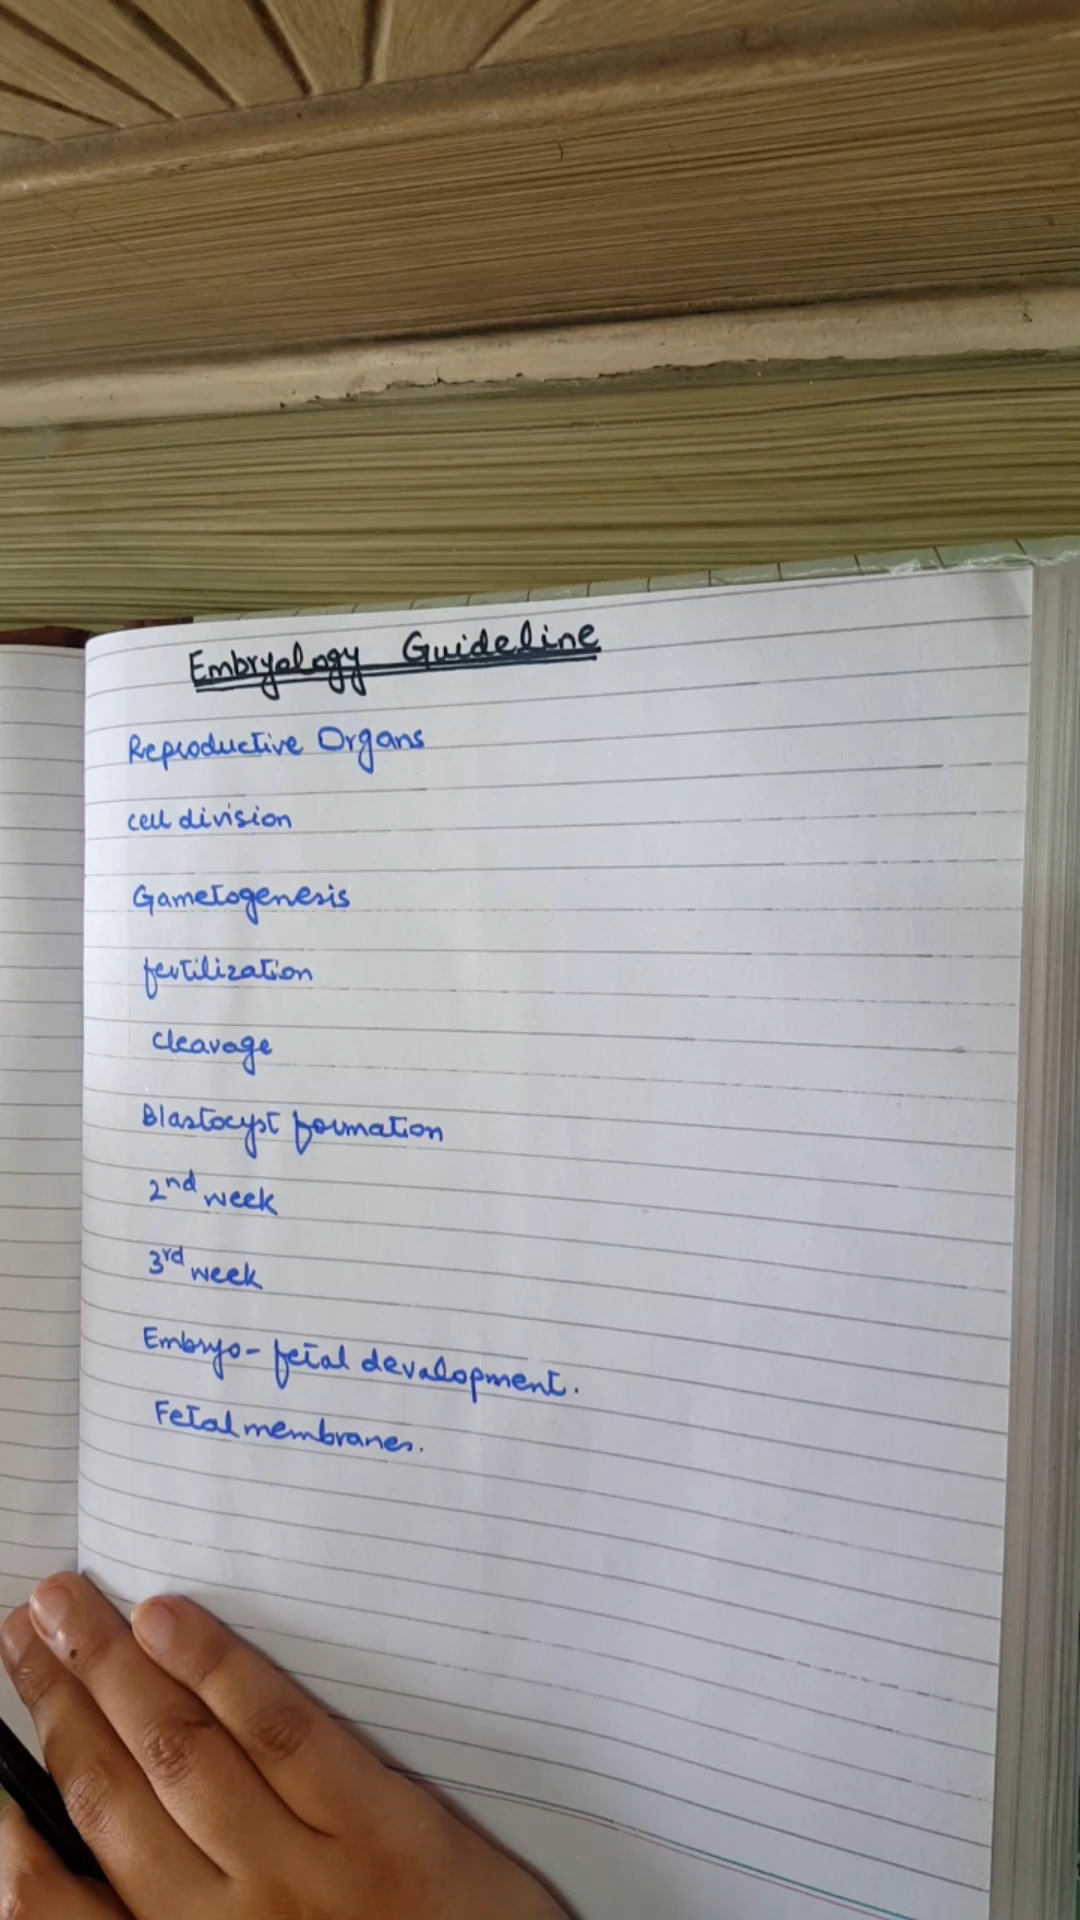 Embryology Guideline
Reproductive Organs
cell division
Gametogenesis
fertilization
cleavage
Blastocyst formation
2nd week
3rd week
Embryo - fetal devalopment.
Fetal membranes.